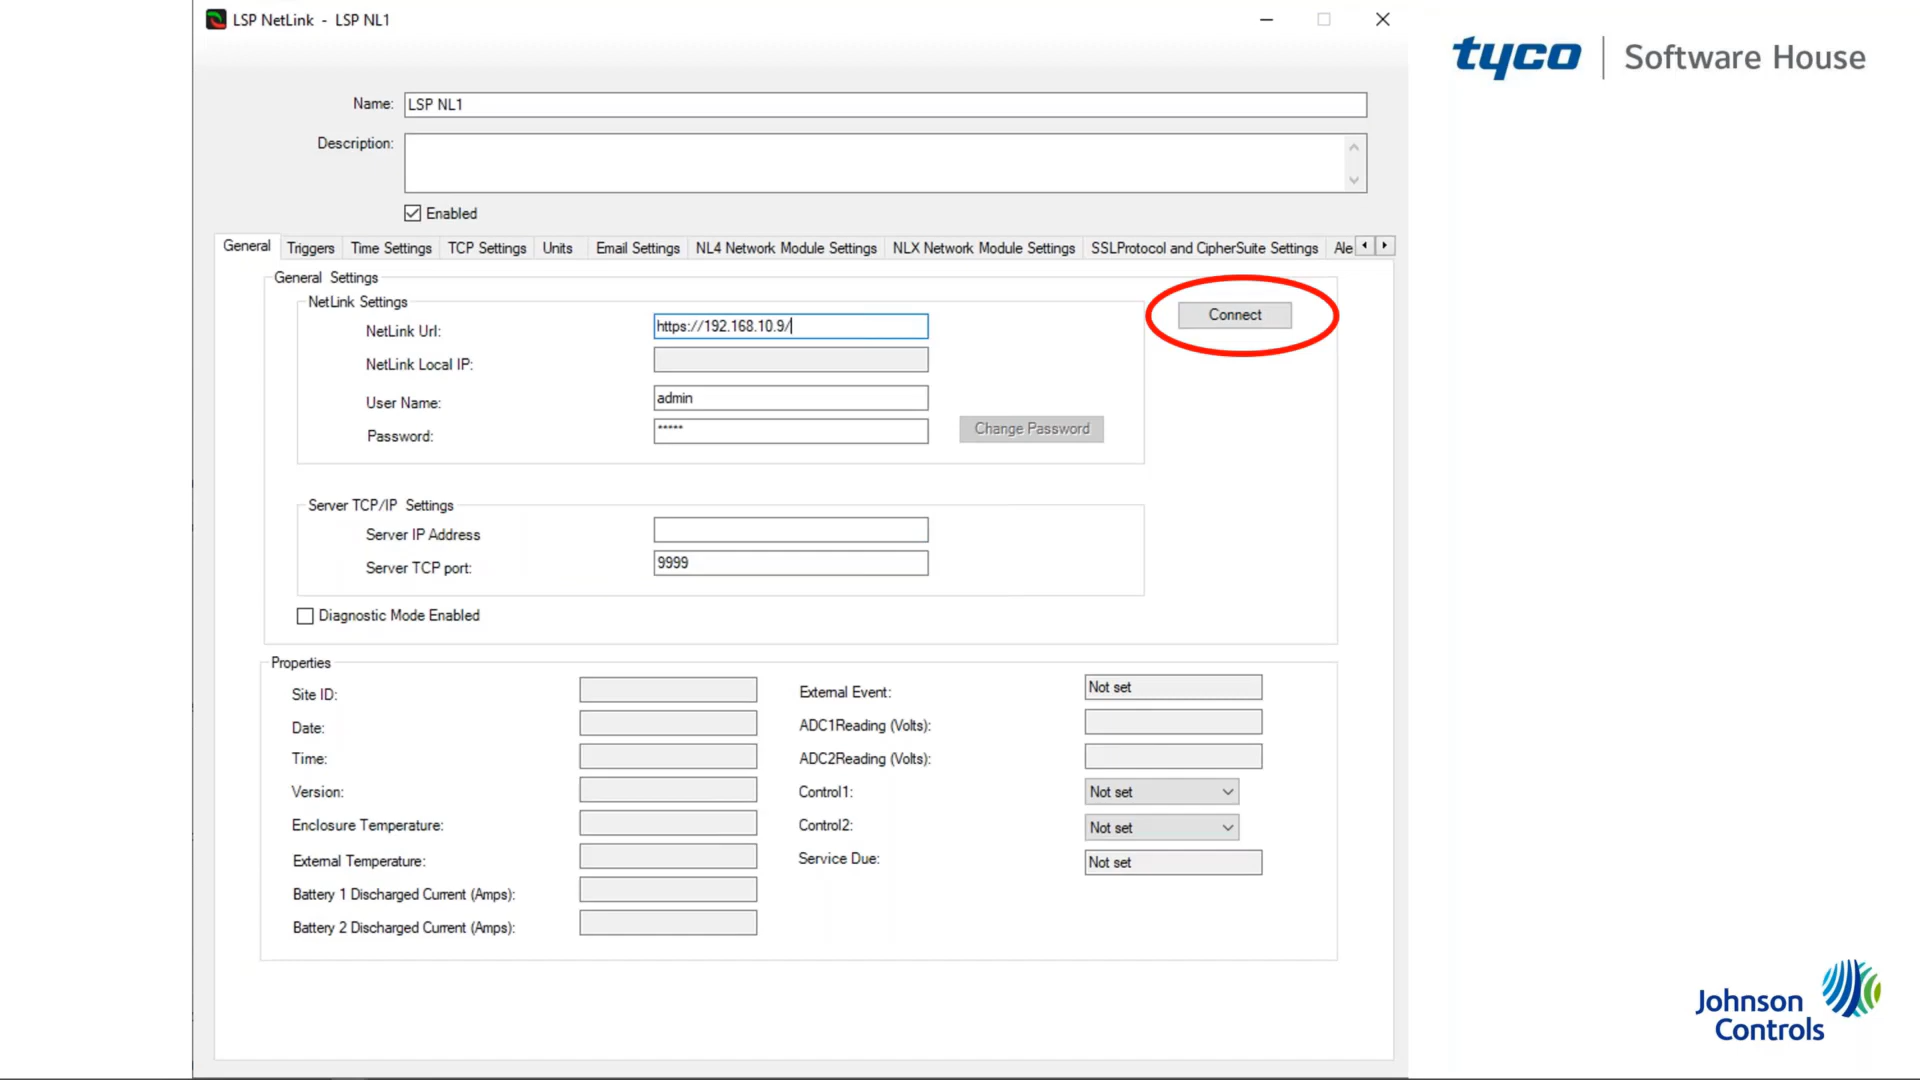 LSP NetLink - LSP NL1
tyco | Software House
Name: LSP NL1
Description:
Enabled
General Triggers Time Settings TCP Settings Units Email Settings NL4 Network Module Settings NLX Network Module Settings SSLProtocol and CipherSuite Settings Ale
General Settings
NetLink Settings
NetLink Url: https://192.168.10.9/
Connect
NetLink Local IP:
User Name: admin
Password: *****
Change Password
Server TCP/IP Settings
Server IP Address
Server TCP port: 9999
Diagnostic Mode Enabled
Properties
Site ID:
Date:
Time:
Version:
Enclosure Temperature:
External Temperature:
Battery 1 Discharged Current (Amps):
Battery 2 Discharged Current (Amps):
External Event: Not set
ADC1Reading (Volts):
ADC2Reading (Volts):
Control1: Not set
Control2: Not set
Service Due: Not set
Johnson
Controls